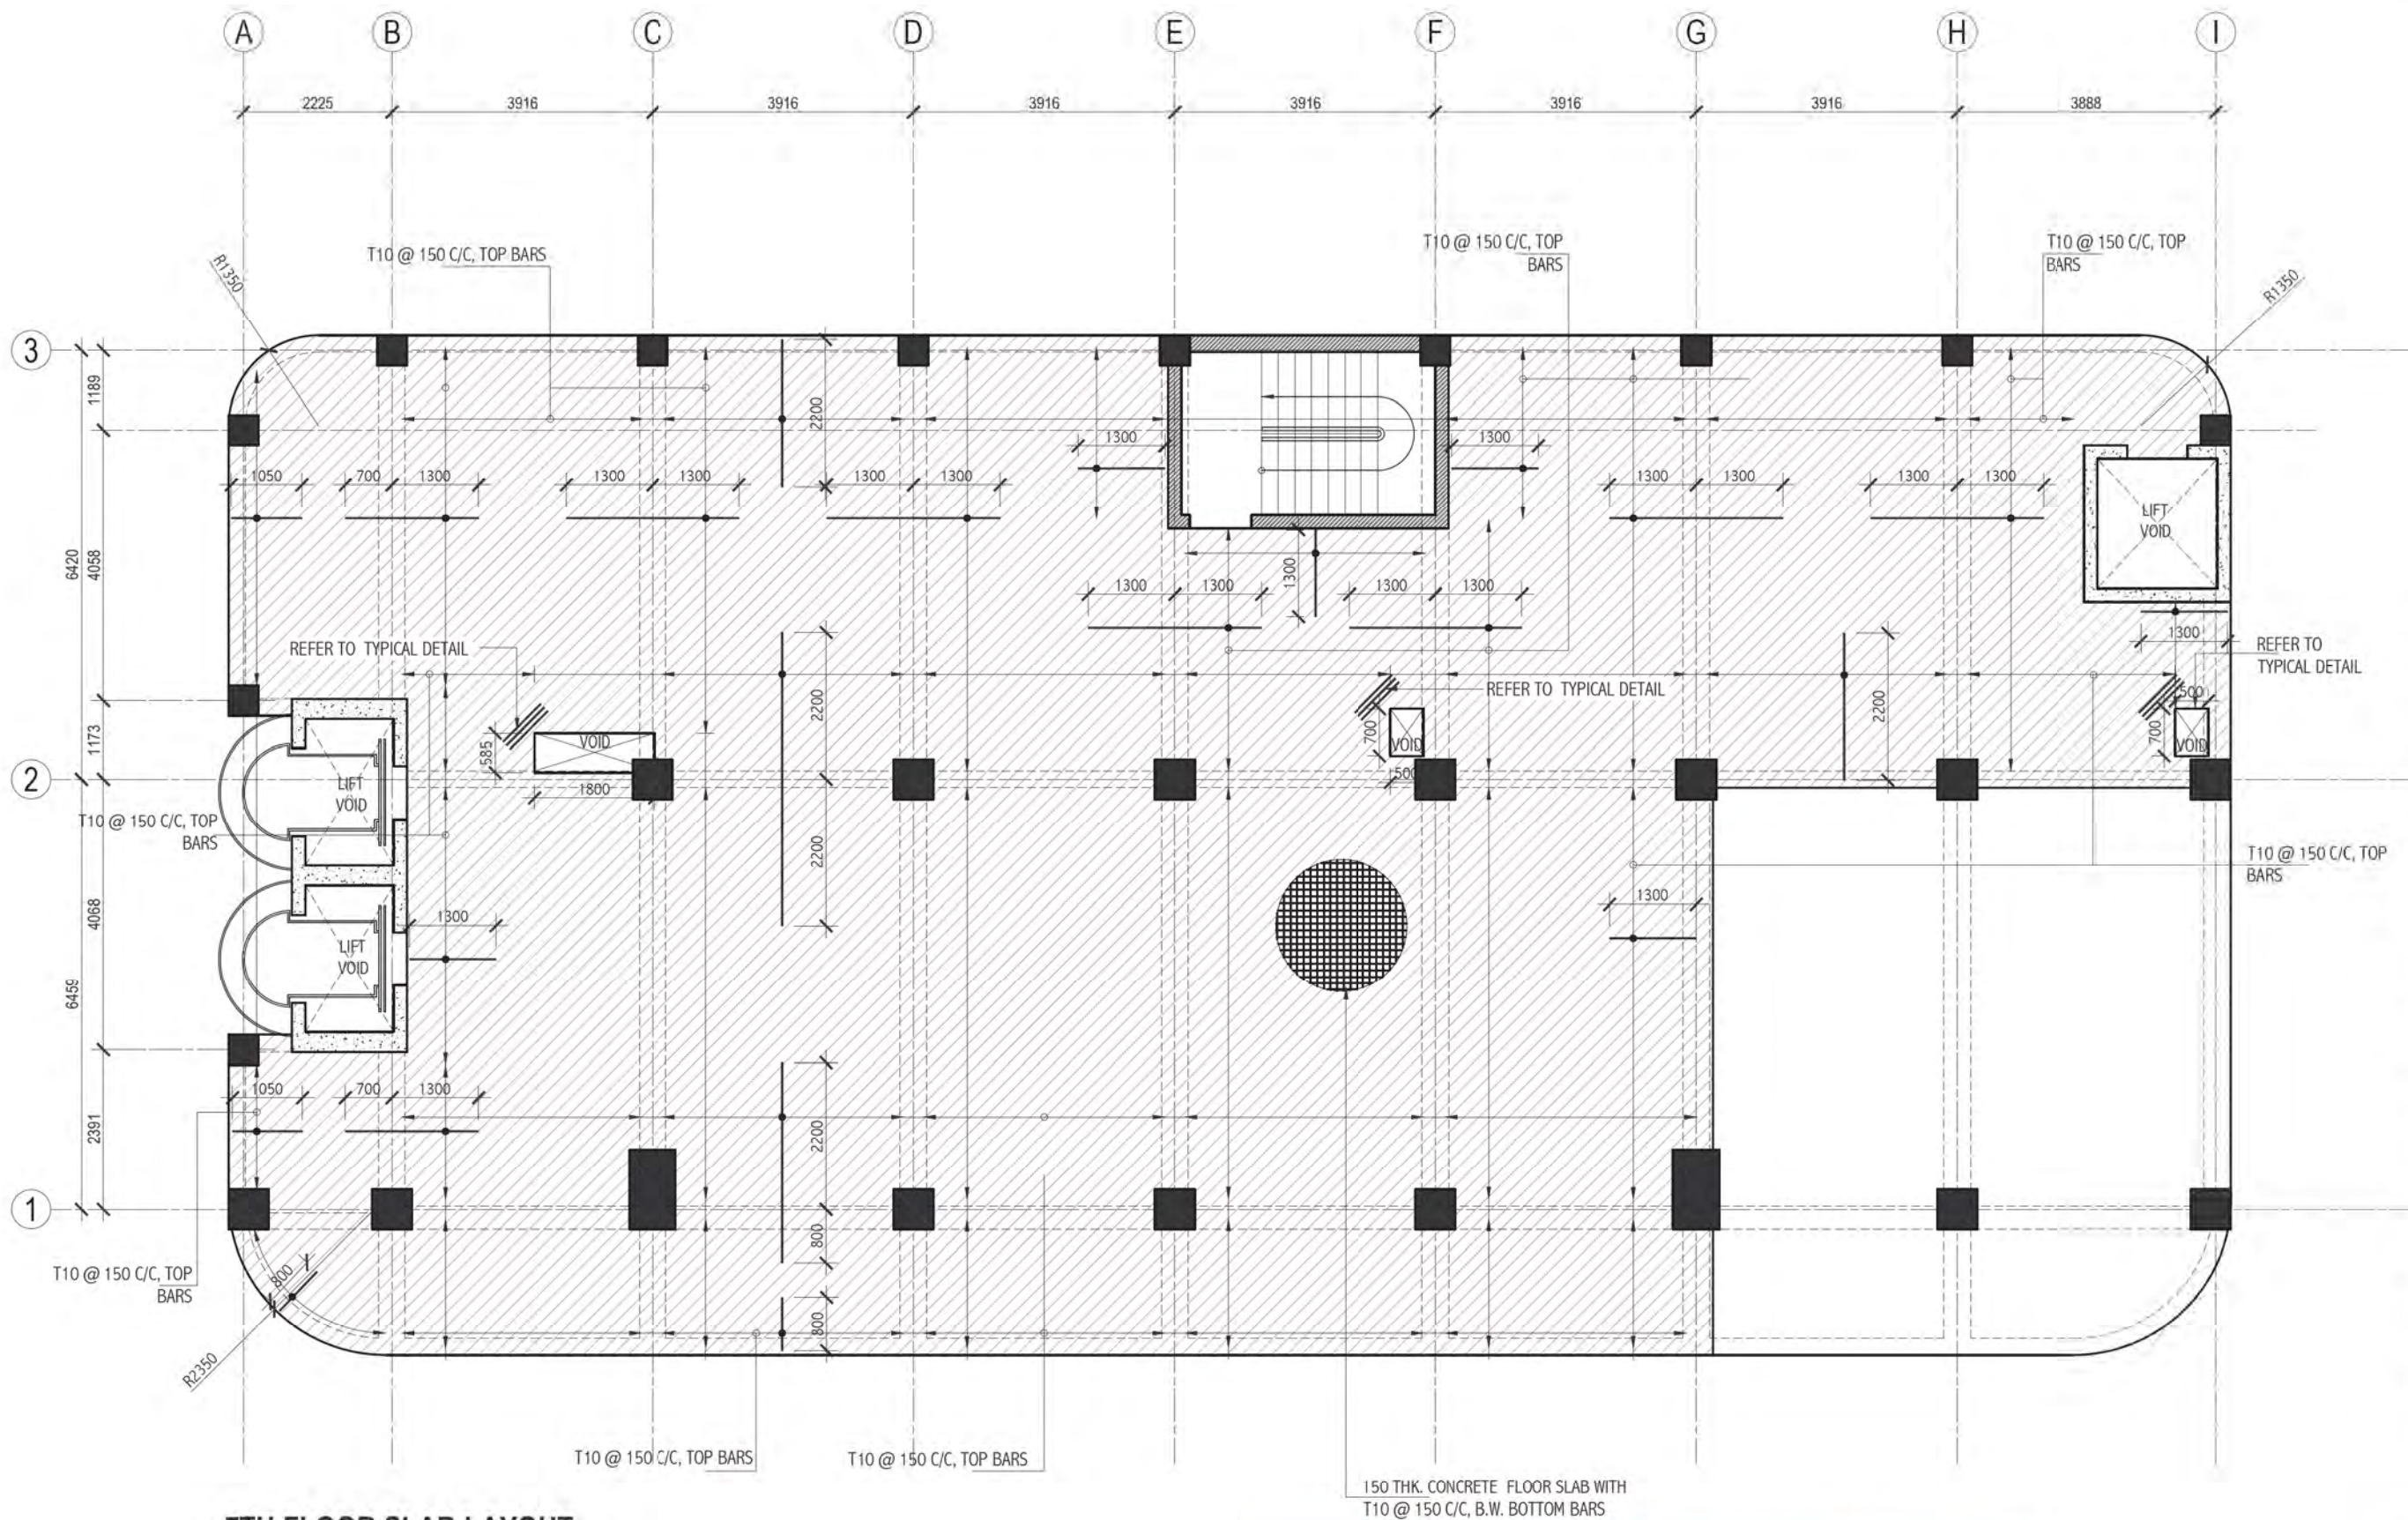 A B C D E F G H I
2225 3916 3916 3916 3916 3916 3916 3888
T10 @ 150 C/C, TOP BARS
T10 @ 150 C/C, TOP
BARS
T10 @ 150 C/C, TOP
BARS
R1350
R1350
3
1189
2200
1300
1300
1050 700 1300 1300 1300 1300 1300 1300 1300 1300 1300
LIFT
VOID
6420
4058
1300
1300 1300 1300 1300
1300
REFER TO TYPICAL DETAIL
REFER TO
TYPICAL DETAIL
REFER TO TYPICAL DETAIL
2200
2200
500
700
700
1173
585
VOID
VOID
VOID
2
500
1800
LIFT
VOID
T10 @ 150 C/C, TOP
BARS
2200
T10 @ 150 C/C, TOP
BARS
1300
4068
1300
LIFT
VOID
6459
1050 700 1300
2391
2200
1
800
T10 @ 150 C/C, TOP
BARS
800
800
R2350
T10 @ 150 C/C, TOP BARS
T10 @ 150 C/C, TOP BARS
150 THK. CONCRETE FLOOR SLAB WITH
T10 @ 150 C/C, B.W. BOTTOM BARS
FLOOR SLAB LAYOUT